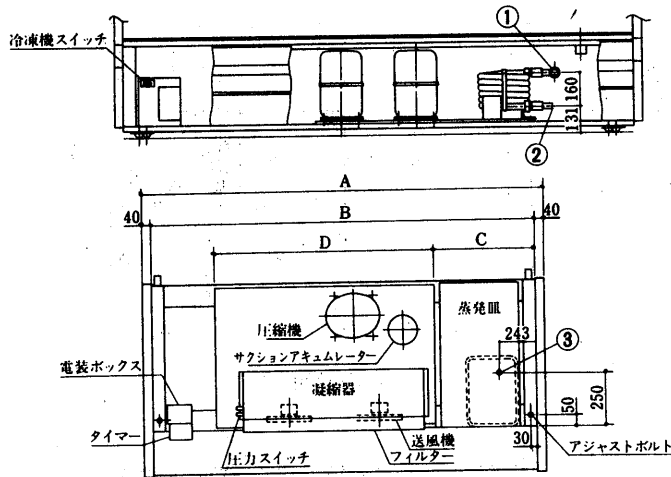 冷凍機スイッチ
①
160
131
②
A
40
B
40
D
C
蒸発皿
圧縮機
243
③
サクションアキュムレーター
電装ボックス
凝縮器
250
50
タイマー
送風機
30
アジャストボルト
圧力スイッチ
フィルター